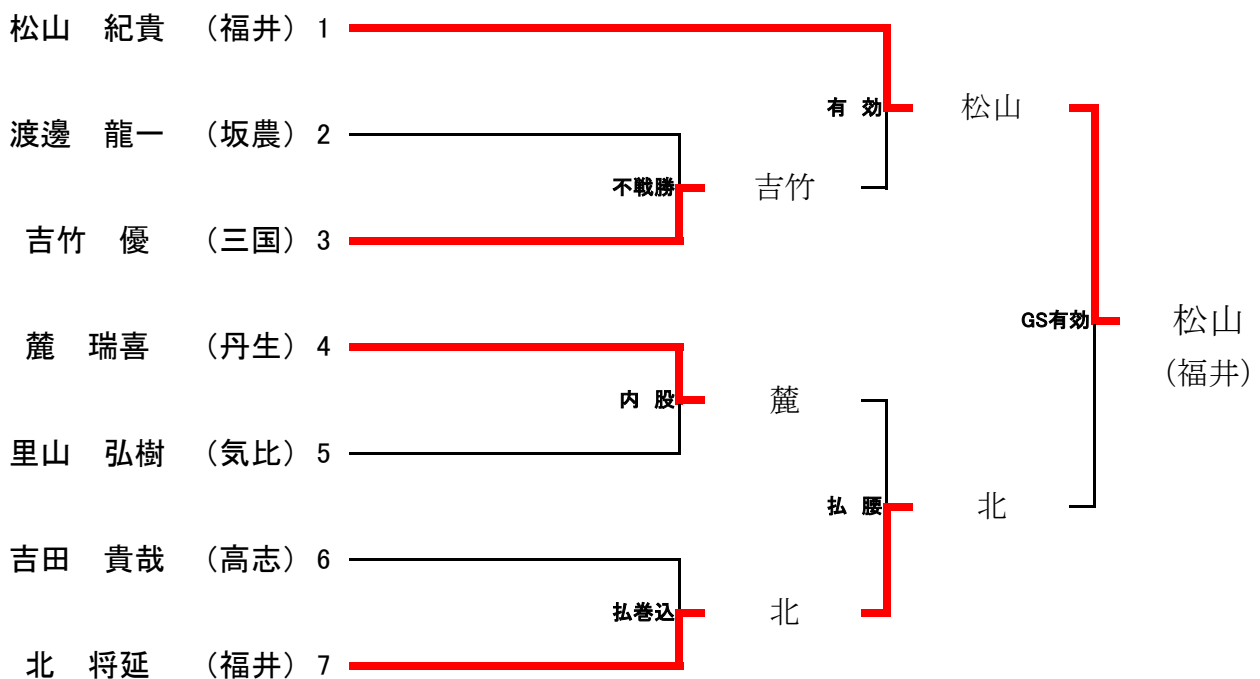 松山　紀貴　（福井）1
有 効
松山
渡邊　龍一　（坂農）2
不戦勝
吉竹
吉竹　優　（三国）3
GS有効
松山
（福井）
麓　瑞喜　（丹生）4
内 股
麓
里山　弘樹　（気比）5
払 腰
北
吉田　貴哉　（高志）6
払巻込
北
北　将延　（福井）7